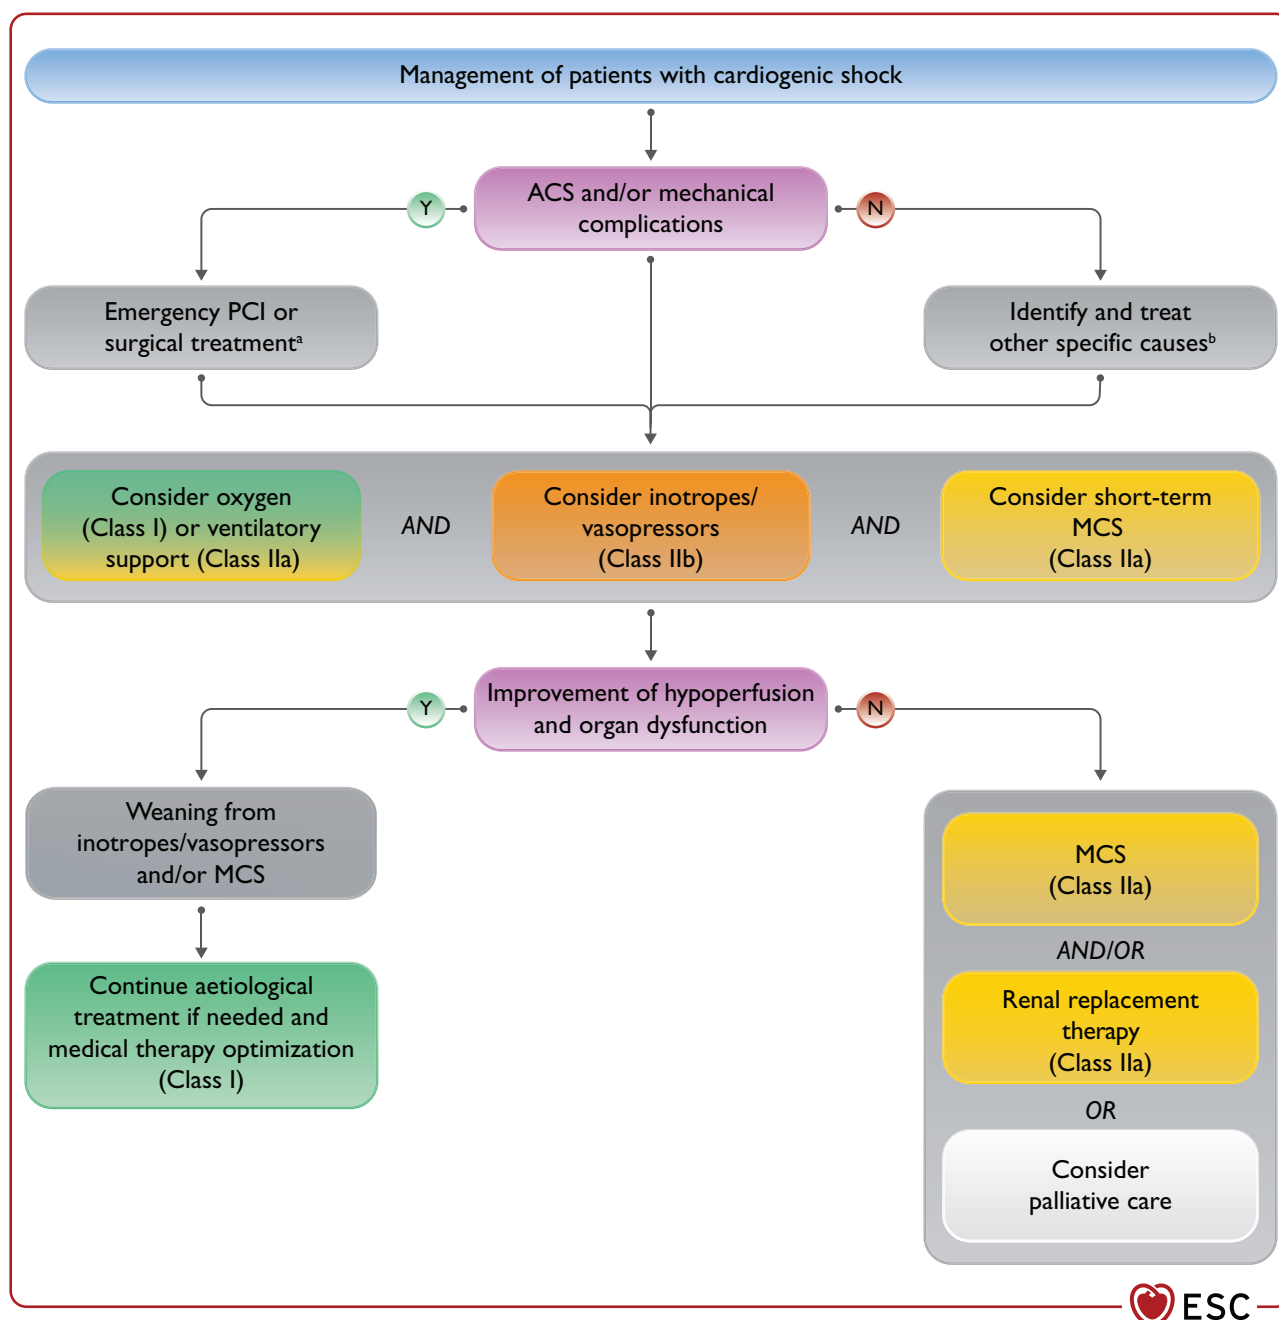 Management of patients with cardiogenic shock
ACS and/or mechanical
complications
Y
N
Emergency PCI or
surgical treatmentᵃ
Identify and treat
other specific causesᵇ
Consider oxygen
(Class I) or ventilatory
support (Class IIa)
AND
Consider inotropes/
vasopressors
(Class IIb)
AND
Consider short-term
MCS
(Class IIa)
Improvement of hypoperfusion
and organ dysfunction
Y
N
Weaning from
inotropes/vasopressors
and/or MCS
Continue aetiological
treatment if needed and
medical therapy optimization
(Class I)
MCS
(Class IIa)
AND/OR
Renal replacement
therapy
(Class IIa)
OR
Consider
palliative care
ESC